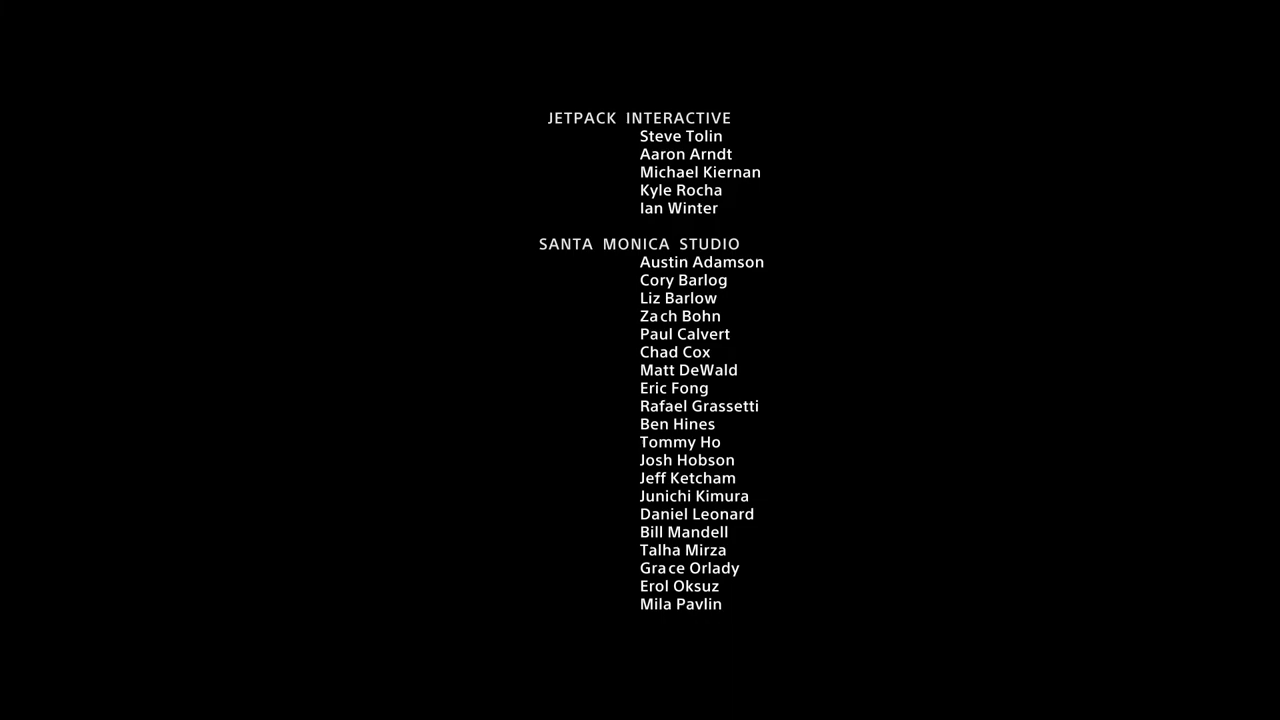 JETPACK INTERACTIVE
Steve Tolin
Aaron Arndt
Michael Kiernan
Kyle Rocha
Ian Winter
SANTA MONICA STUDIO
Austin Adamson
Cory Barlog
Liz Barlow
Zach Bohn
Paul Calvert
Chad Cox
Matt DeWald
Eric Fong
Rafael Grassetti
Ben Hines
Tommy Ho
Josh Hobson
Jeff Ketcham
Junichi Kimura
Daniel Leonard
Bill Mandell
Talha Mirza
Grace Orlady
Erol Oksuz
Mila Pavlin